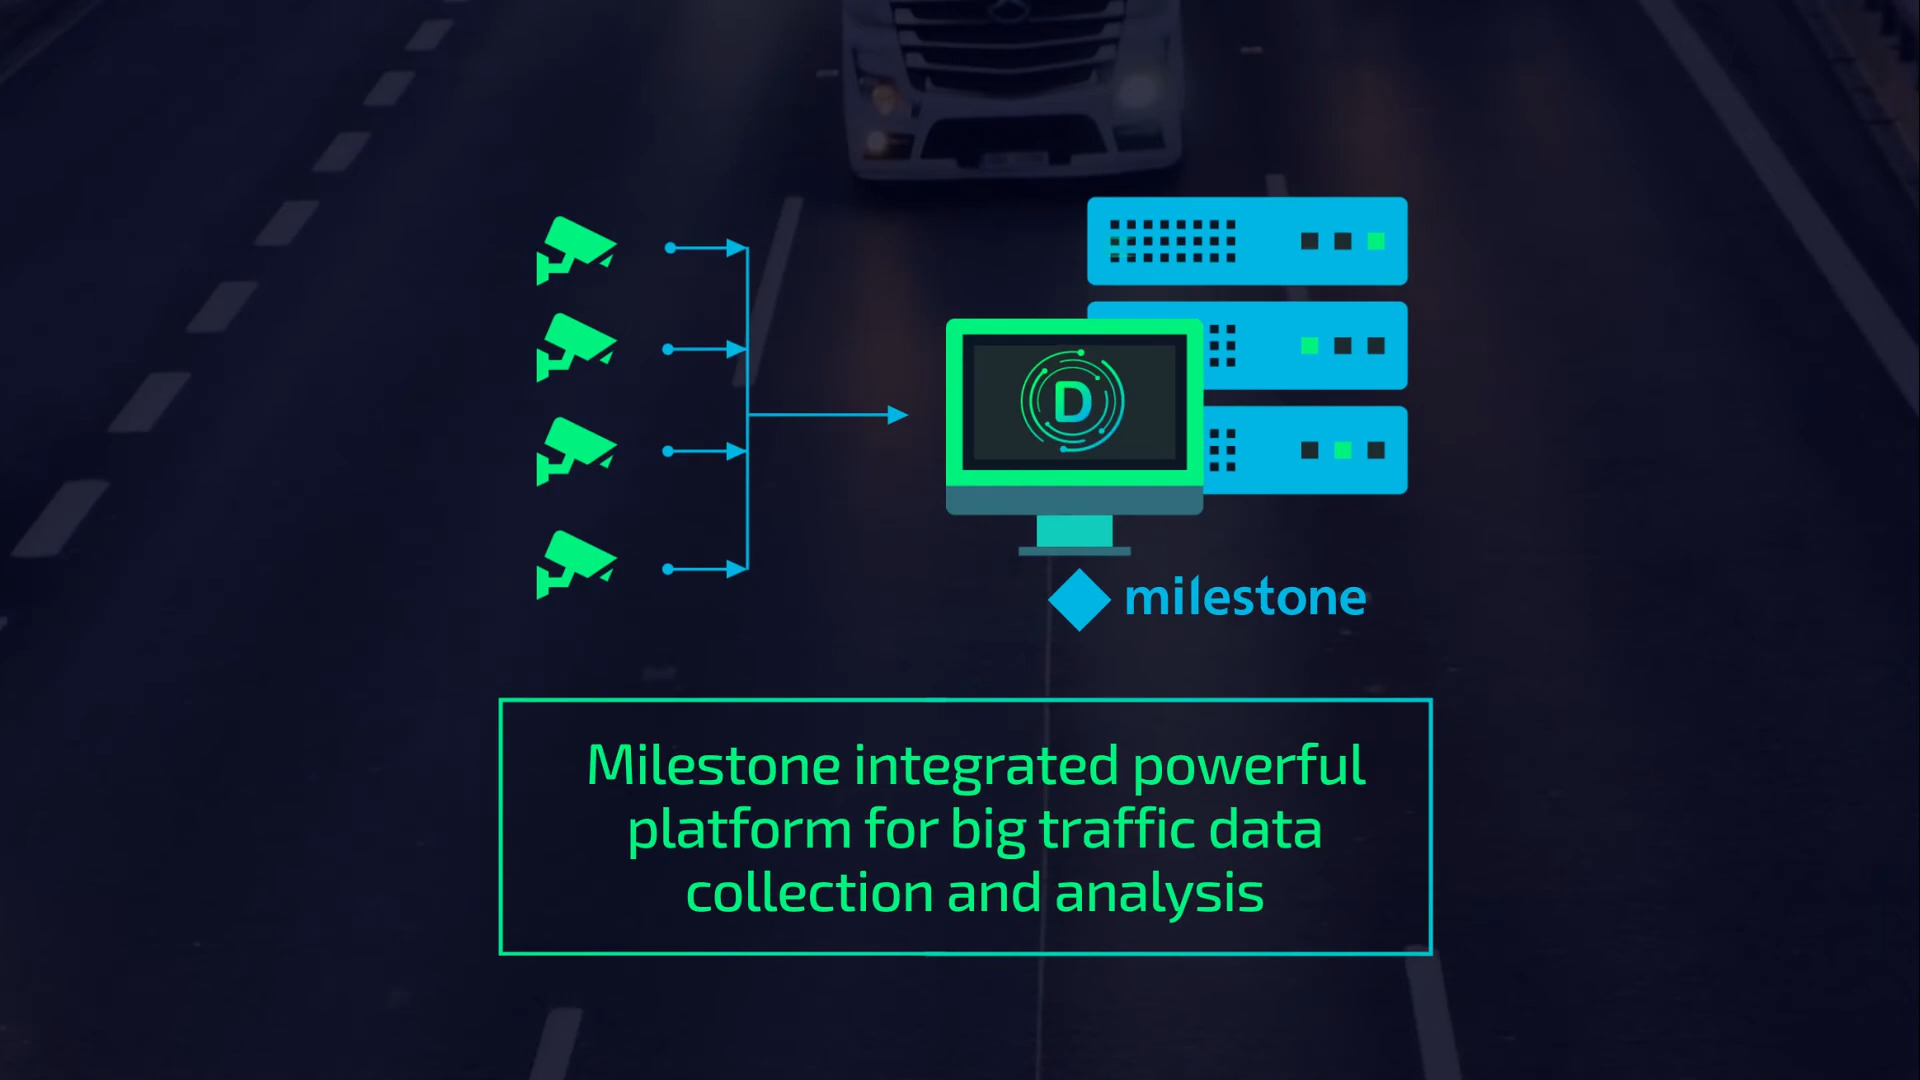 D
milestone
Milestone integrated powerful
platform for big traffic data
collection and analysis